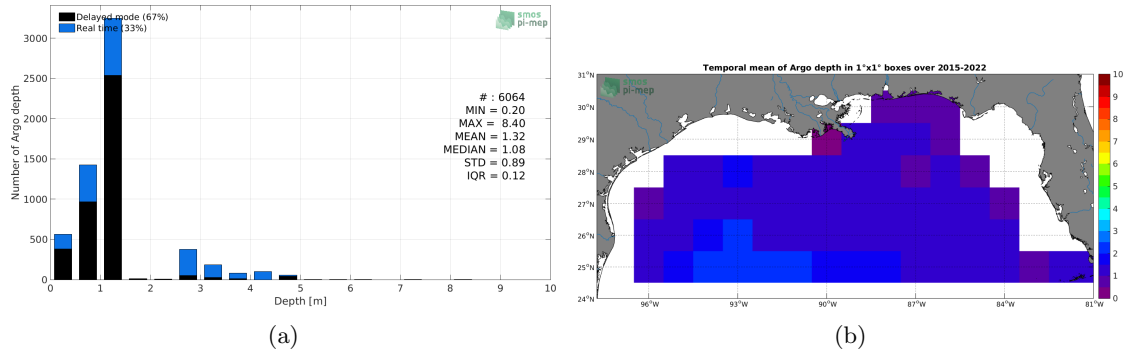 Delayed mode (67%)
Real time (33%)
smos
pi-mep
# : 6064
MIN = 0.20
MAX = 8.40
MEAN = 1.32
MEDIAN = 1.08
STD = 0.89
IQR = 0.12
Number of Argo depth
3000
2500
2000
1500
1000
500
0
0 1 2 3 4 5 6 7 8 9 10
Depth [m]
(a)
Temporal mean of Argo depth in 1°x1° boxes over 2015-2022
smos
pi-mep
31°N
30°N
29°N
28°N
27°N
26°N
25°N
24°N
96°W 93°W 90°W 87°W 84°W 81°W
10
9
8
7
6
5
4
3
2
1
0
(b)